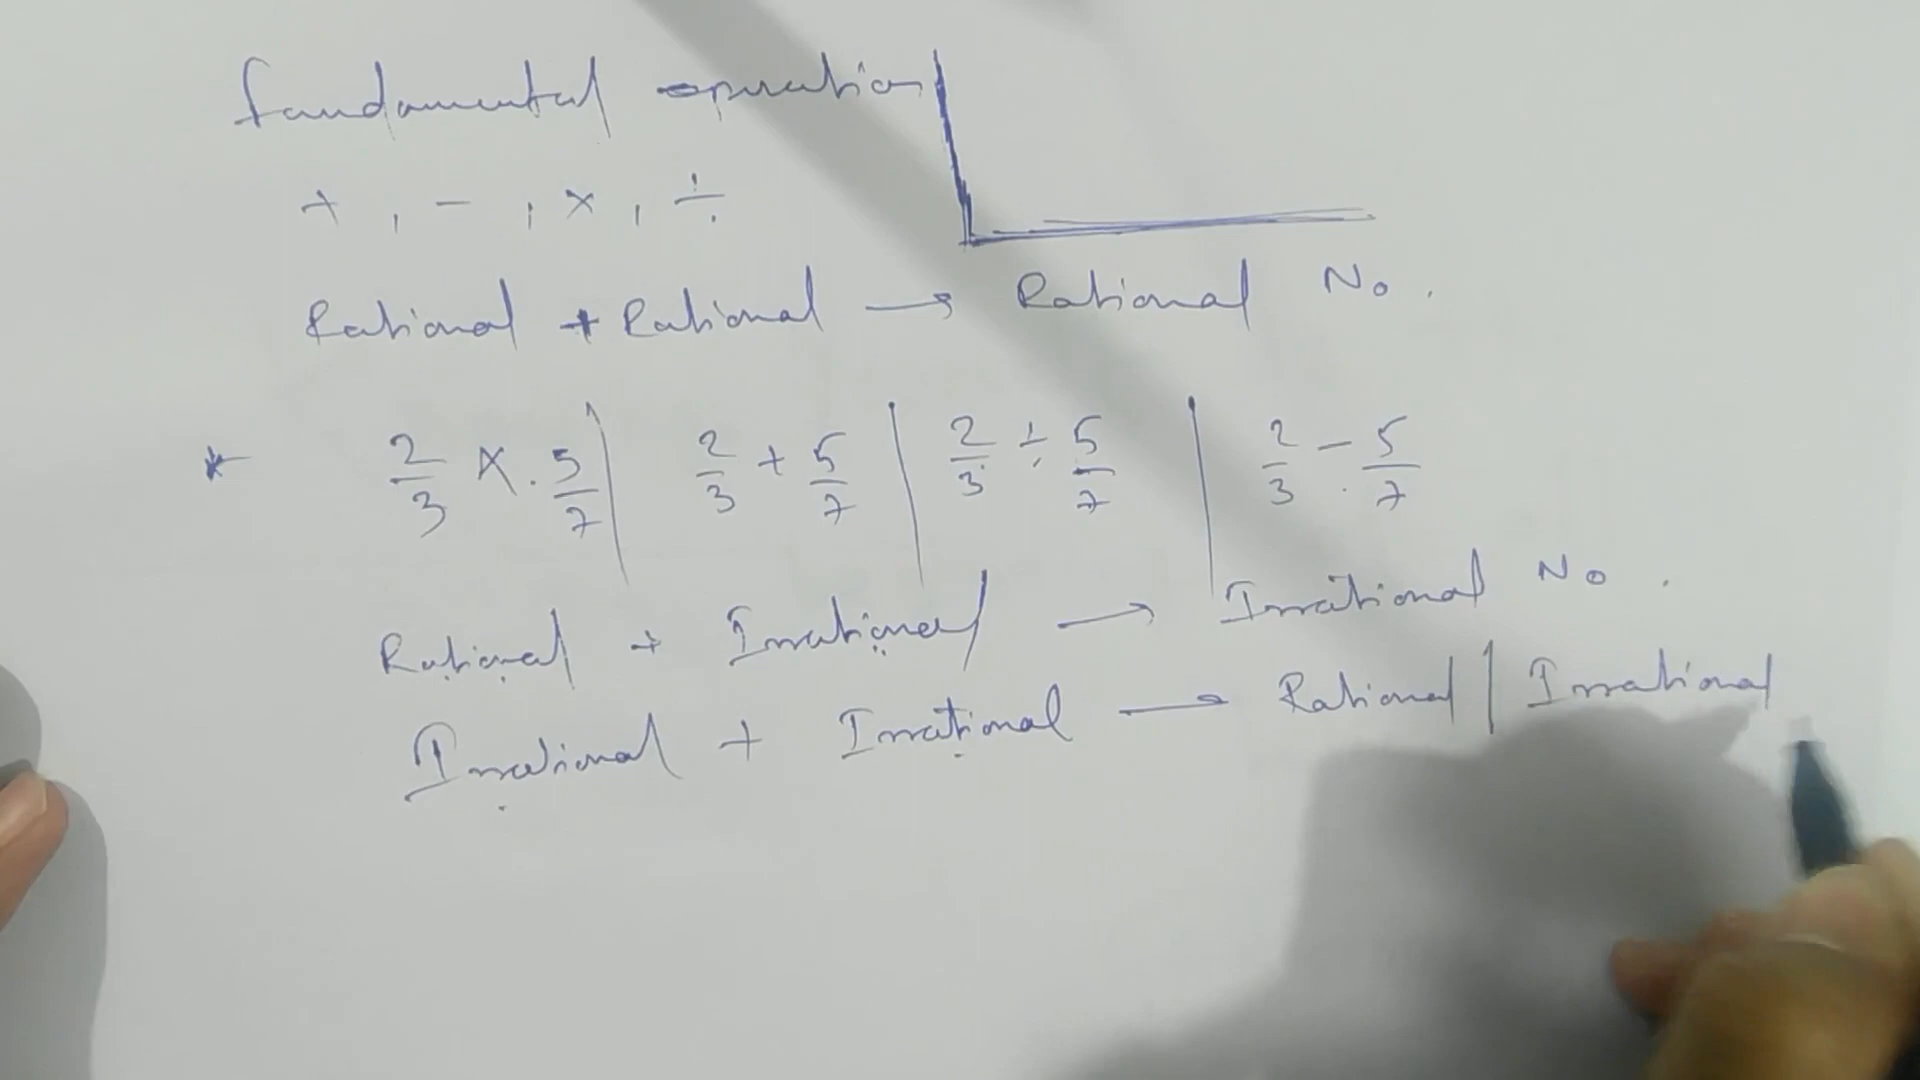 fundamental operation
+ , - , × , ÷
Rational + Rational → Rational No.
* 2/3 × . 5/7 | 2/3 + 5/7 | 2/3 ÷ 5/7 | 2/3 - 5/7
Rational + Irrational → Irrational No.
Irrational + Irrational → Rational | Irrational